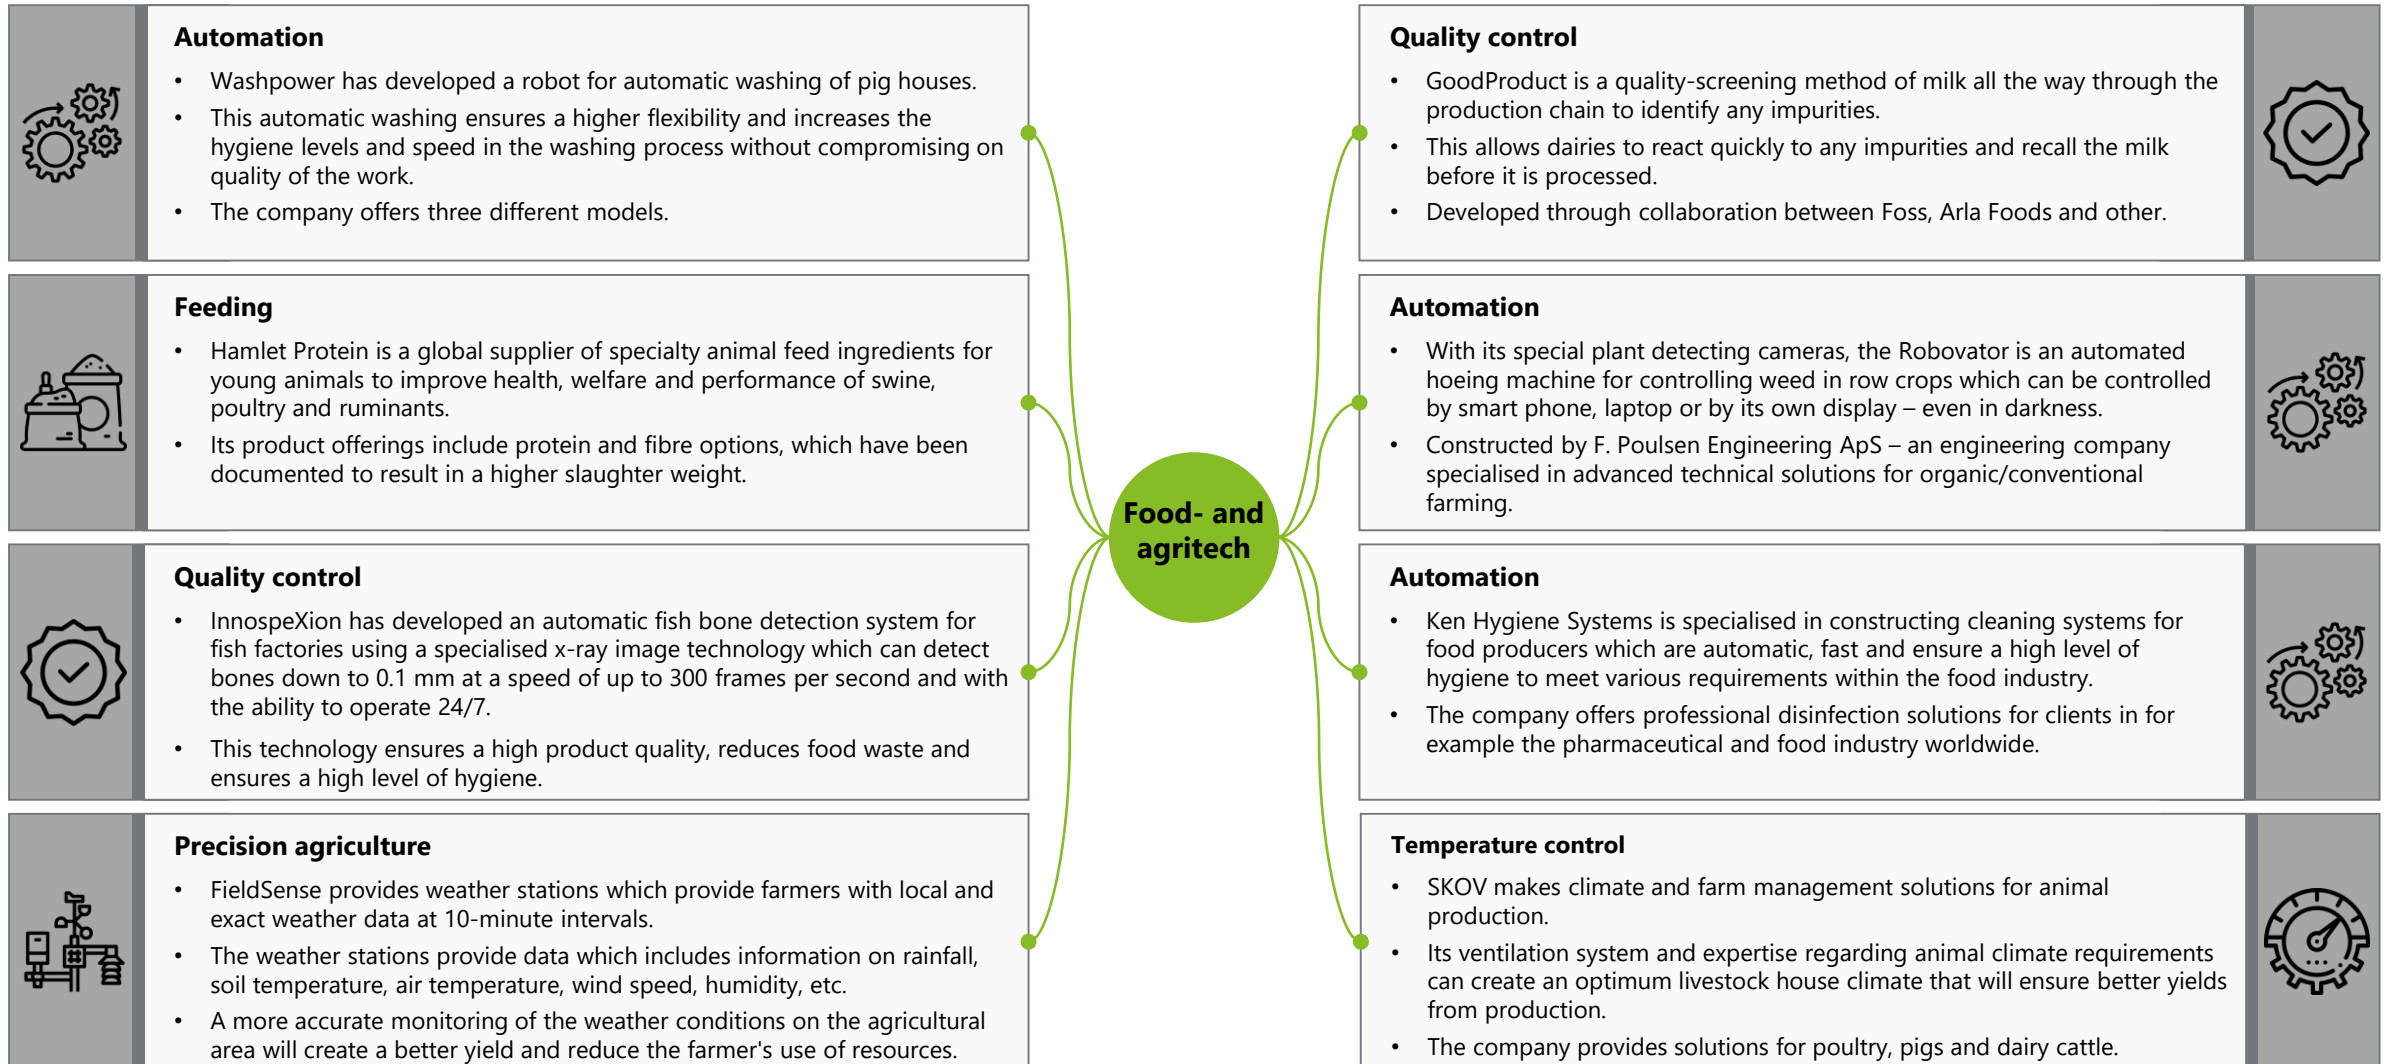 Automation
• Washpower has developed a robot for automatic washing of pig houses.
• This automatic washing ensures a higher flexibility and increases the
hygiene levels and speed in the washing process without compromising on
quality of the work.
• The company offers three different models.
Feeding
• Hamlet Protein is a global supplier of specialty animal feed ingredients for
young animals to improve health, welfare and performance of swine,
poultry and ruminants.
• Its product offerings include protein and fibre options, which have been
documented to result in a higher slaughter weight.
Quality control
• InnospeXion has developed an automatic fish bone detection system for
fish factories using a specialised x-ray image technology which can detect
bones down to 0.1 mm at a speed of up to 300 frames per second and with
the ability to operate 24/7.
• This technology ensures a high product quality, reduces food waste and
ensures a high level of hygiene.
Precision agriculture
• FieldSense provides weather stations which provide farmers with local and
exact weather data at 10-minute intervals.
• The weather stations provide data which includes information on rainfall,
soil temperature, air temperature, wind speed, humidity, etc.
• A more accurate monitoring of the weather conditions on the agricultural
area will create a better yield and reduce the farmer's use of resources.
Food- and
agritech
Quality control
• GoodProduct is a quality-screening method of milk all the way through the
production chain to identify any impurities.
• This allows dairies to react quickly to any impurities and recall the milk
before it is processed.
• Developed through collaboration between Foss, Arla Foods and other.
Automation
• With its special plant detecting cameras, the Robovator is an automated
hoeing machine for controlling weed in row crops which can be controlled
by smart phone, laptop or by its own display – even in darkness.
• Constructed by F. Poulsen Engineering ApS – an engineering company
specialised in advanced technical solutions for organic/conventional
farming.
Automation
• Ken Hygiene Systems is specialised in constructing cleaning systems for
food producers which are automatic, fast and ensure a high level of
hygiene to meet various requirements within the food industry.
• The company offers professional disinfection solutions for clients in for
example the pharmaceutical and food industry worldwide.
Temperature control
• SKOV makes climate and farm management solutions for animal
production.
• Its ventilation system and expertise regarding animal climate requirements
can create an optimum livestock house climate that will ensure better yields
from production.
• The company provides solutions for poultry, pigs and dairy cattle.